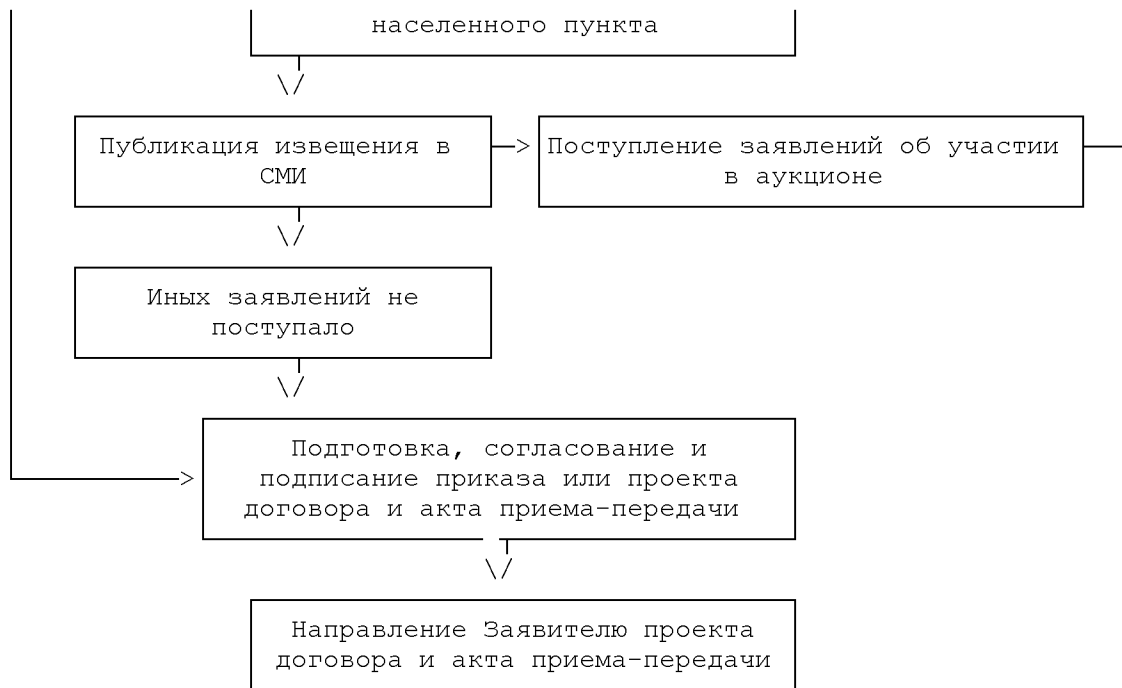 населенного пункта
Публикация извещения в
СМИ
Поступление заявлений об участии
в аукционе
Иных заявлений не
поступало
Подготовка, согласование и
подписание приказа или проекта
договора и акта приема-передачи
Направление Заявителю проекта
договора и акта приема-передачи